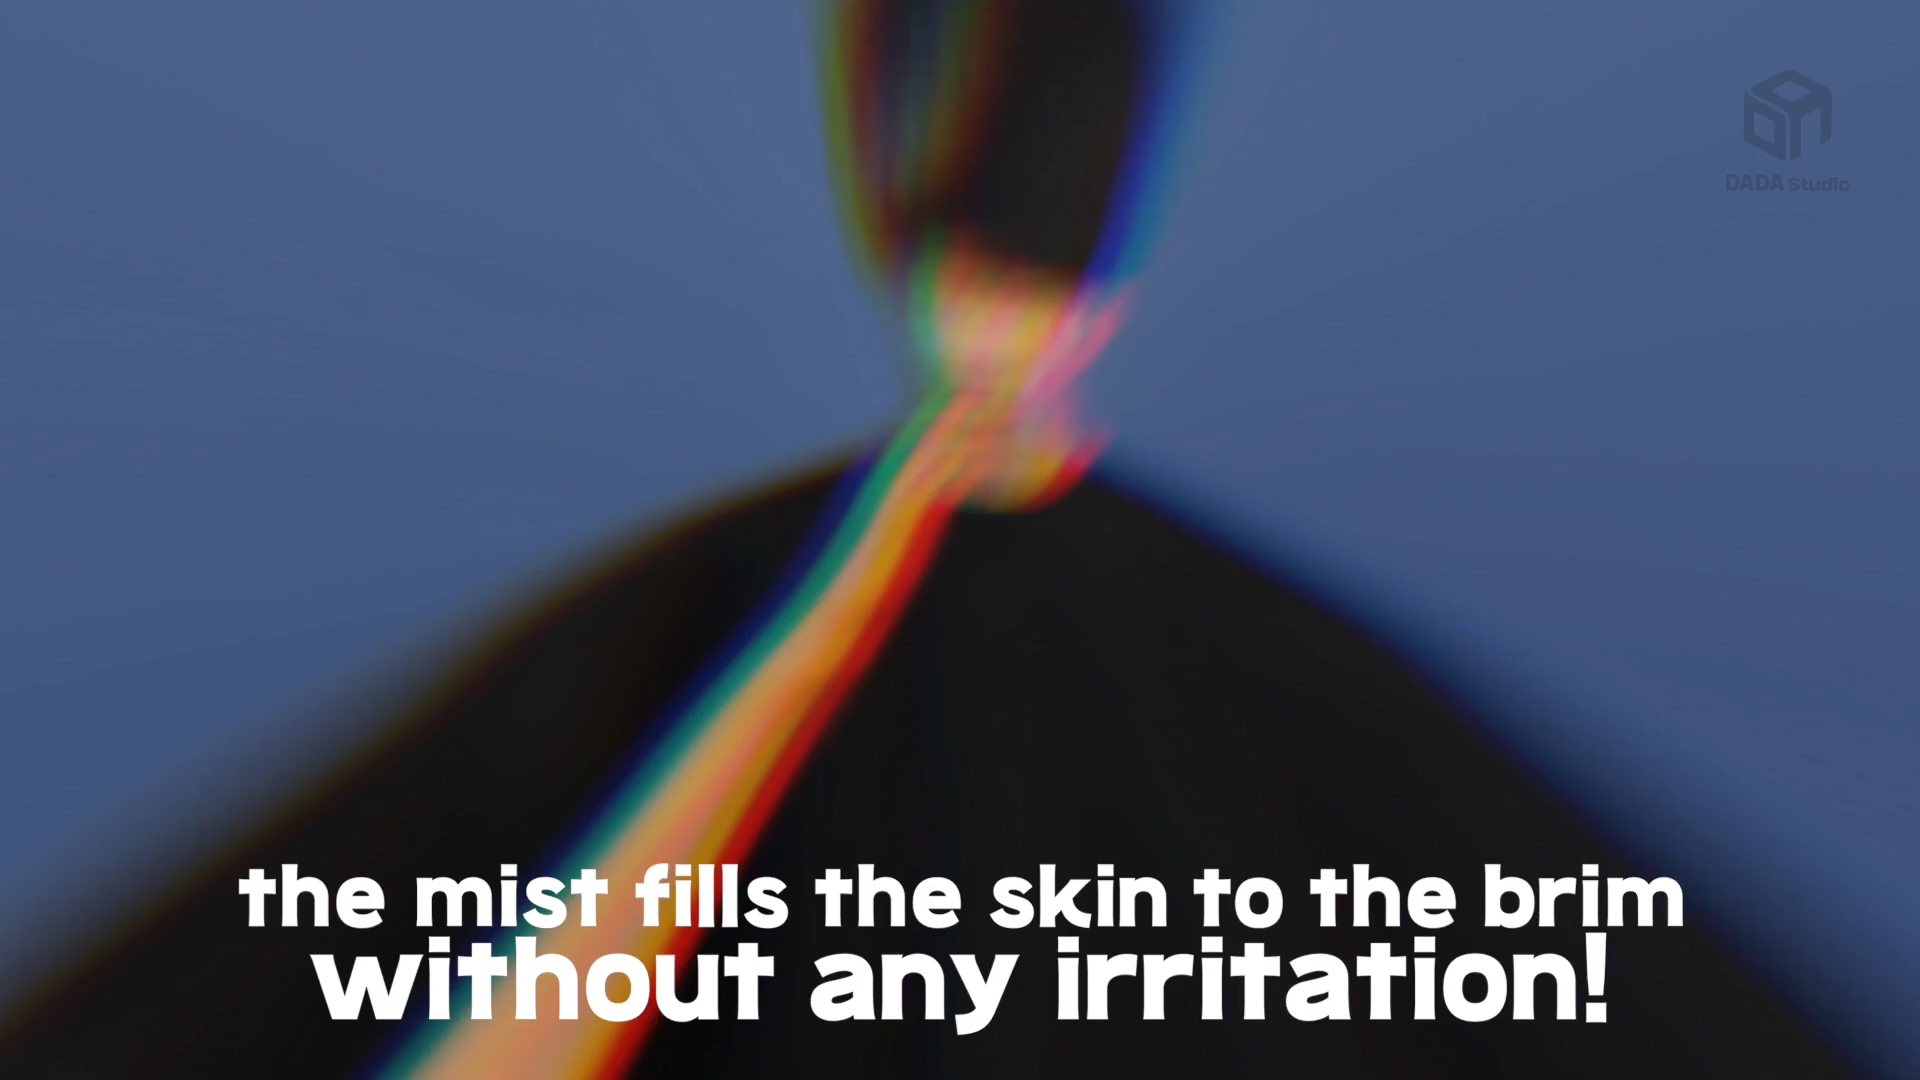 DADA Studio
the mist fills the skin to the brim
without any irritation!